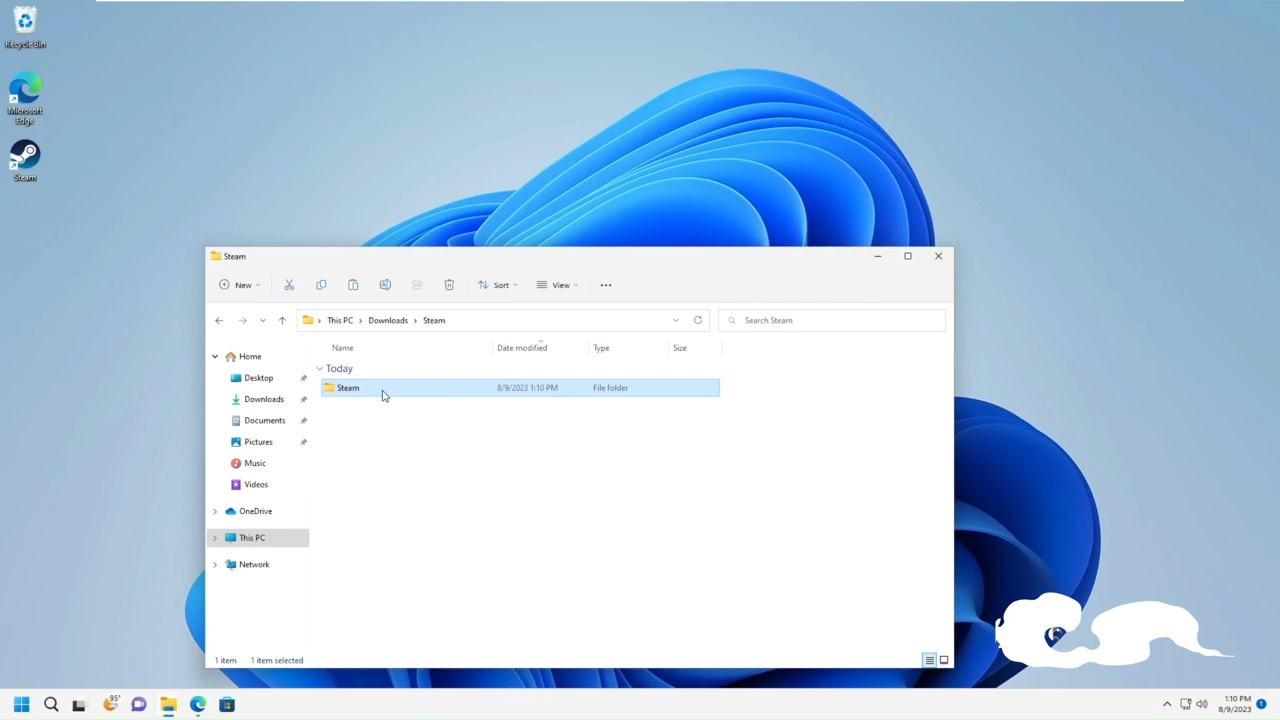 Recycle Bin
Microsoft
Edge
Steam
Steam
New
Sort
View
This PC
Downloads
Steam
Search Steam
Name
Date modified
Type
Size
Today
Steam
8/9/2023 1:10 PM
File folder
Home
Desktop
Downloads
Documents
Pictures
Music
Videos
OneDrive
This PC
Network
1 item
1 item selected
95°
1:10 PM
8/9/2023
1